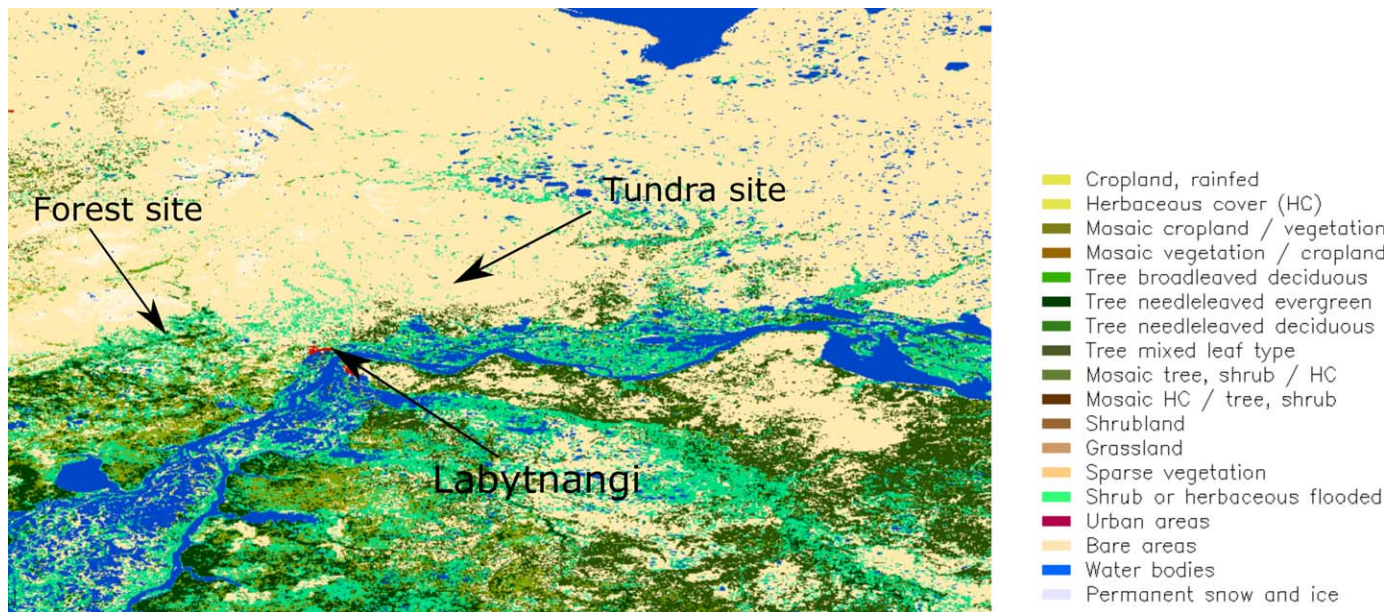 Forest site
Tundra site
Labytnangi
Cropland, rainfed
Herbaceous cover (HC)
Mosaic cropland / vegetation
Mosaic vegetation / cropland
Tree broadleaved deciduous
Tree needleleaved evergreen
Tree needleleaved deciduous
Tree mixed leaf type
Mosaic tree, shrub / HC
Mosaic HC / tree, shrub
Shrubland
Grassland
Sparse vegetation
Shrub or herbaceous flooded
Urban areas
Bare areas
Water bodies
Permanent snow and ice